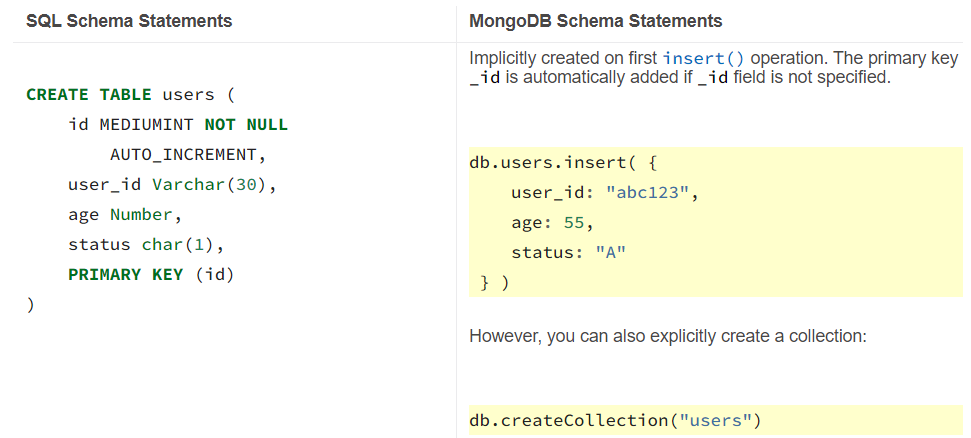 SQL Schema Statements
MongoDB Schema Statements
CREATE TABLE users (
id MEDIUMINT NOT NULL
AUTO_INCREMENT,
user_id Varchar(30),
age Number,
status char(1),
PRIMARY KEY (id)
)
Implicitly created on first insert() operation. The primary key
_id is automatically added if _id field is not specified.
db.users.insert( {
user_id: "abc123",
age: 55,
status: "A"
} )
However, you can also explicitly create a collection:
db.createCollection("users")